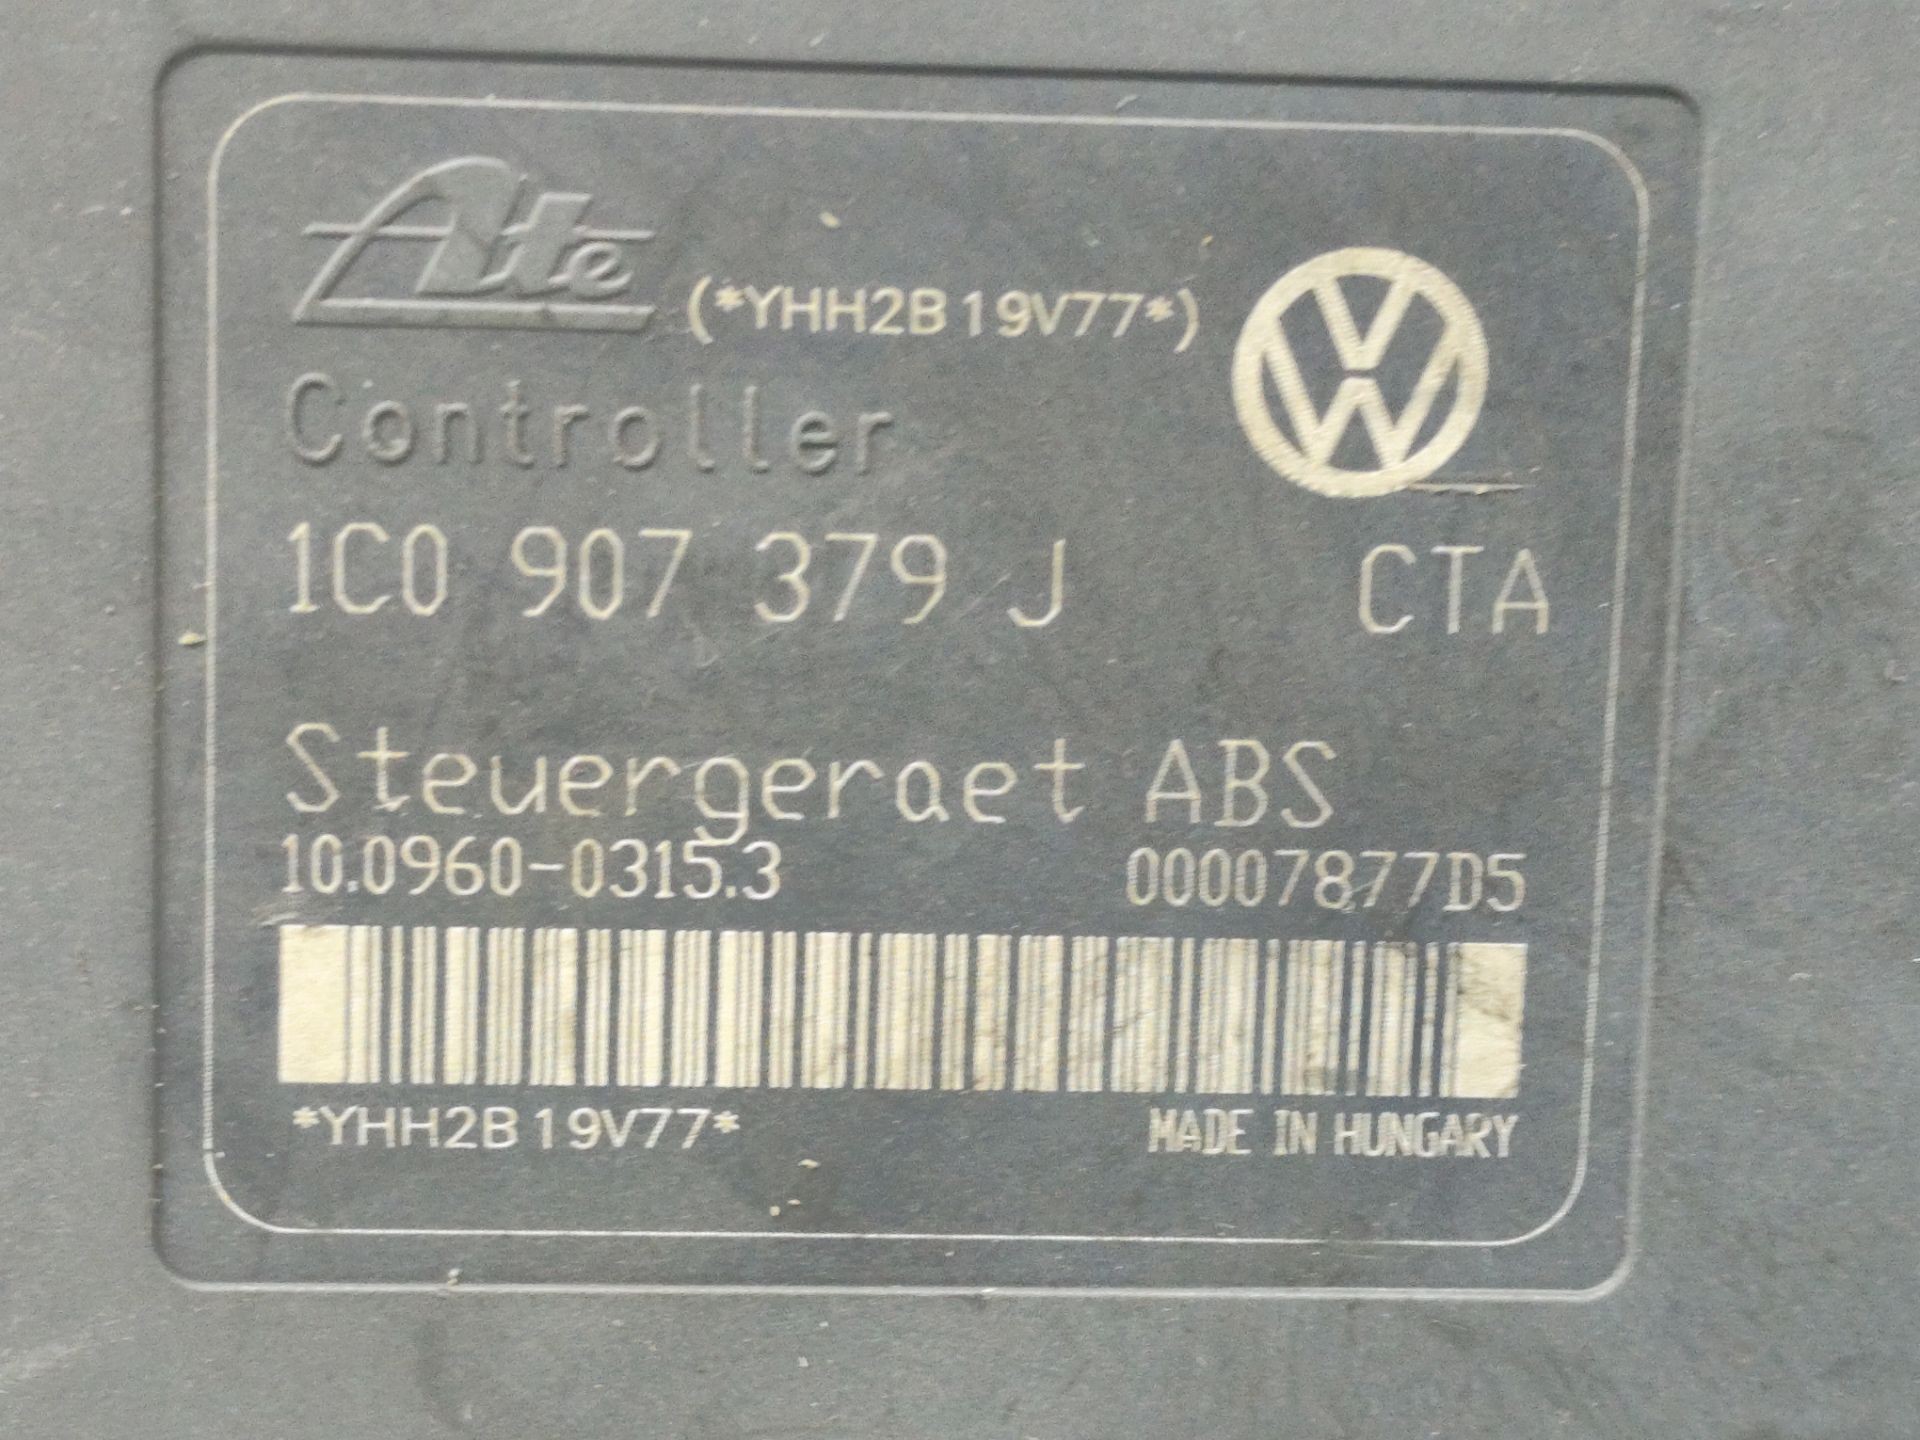 Ate (*YHH2B19V77*)
Controller
1C0 907 379 J CTA
Steuergeraet ABS
10.0960-0315.3 00007877D5
*YHH2B19V77* MADE IN HUNGARY